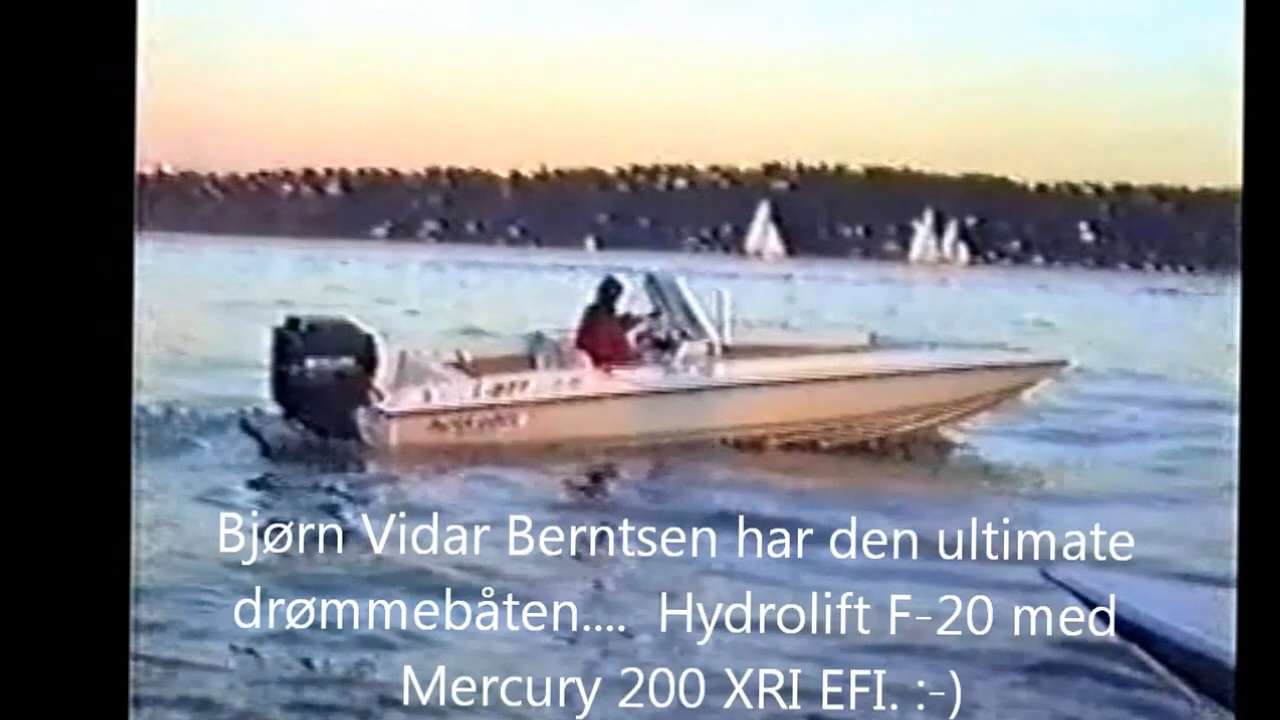 Bjørn Vidar Berntsen har den ultimate
drømmebåten.... Hydrolift F-20 med
Mercury 200 XRI EFI. :-)